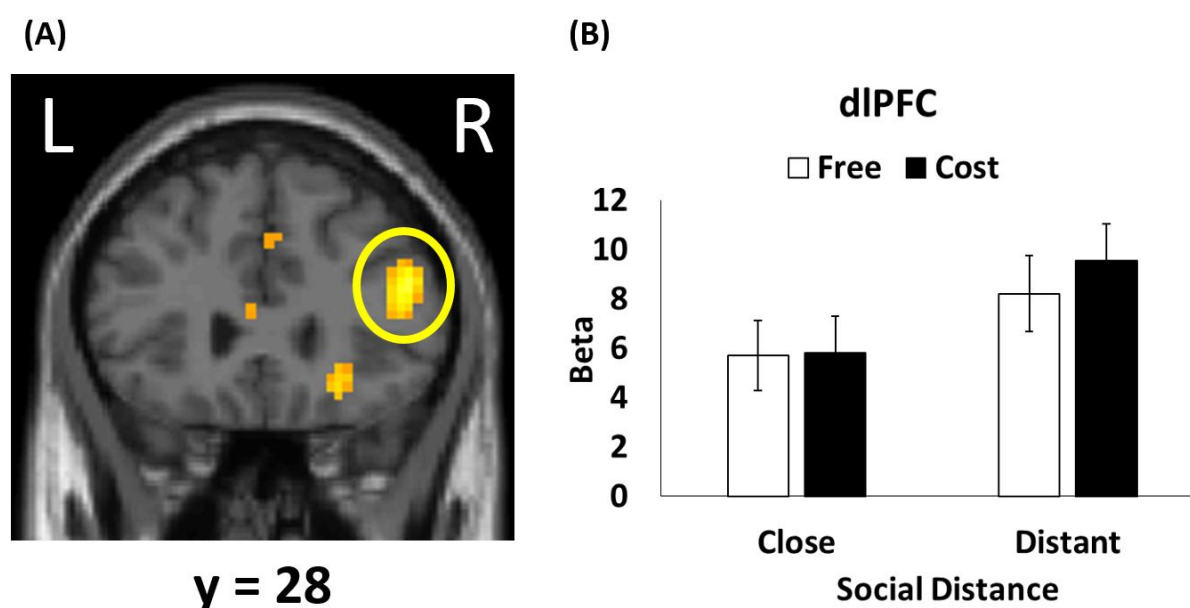 (A)
L R
y = 28
(B)
dlPFC
Free Cost
12
10
8
6
4
2
0
Beta
Close Distant
Social Distance